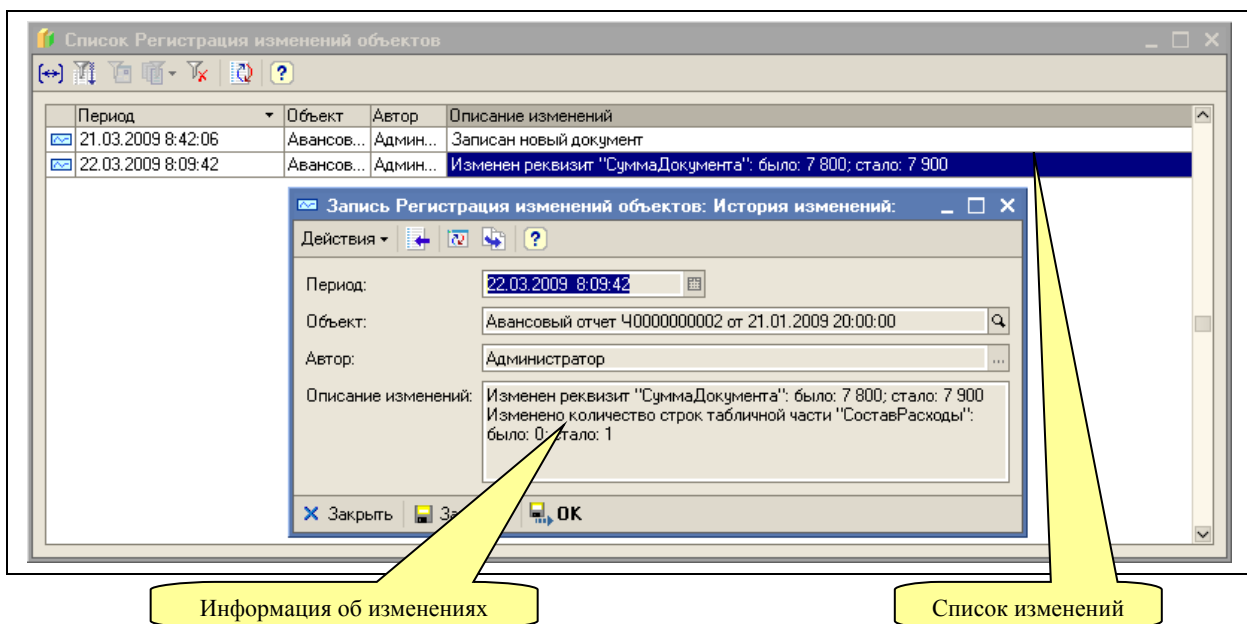 Список Регистрация изменений объектов
Период Объект Автор Описание изменений
21.03.2009 8:42:06 Авансов... Админ... Записан новый документ
22.03.2009 8:09:42 Авансов... Админ... Изменен реквизит "СуммаДокумента": было: 7 800; стало: 7 900
Запись Регистрация изменений объектов: История изменений:
Действия
Период: 22.03.2009 8:09:42
Объект: Авансовый отчет Ч0000000002 от 21.01.2009 20:00:00
Автор: Администратор
Описание изменений: Изменен реквизит "СуммаДокумента": было: 7 800; стало: 7 900
Изменено количество строк табличной части "СоставРасходы":
было: 0; стало: 1
Закрыть OK
Информация об изменениях Список изменений